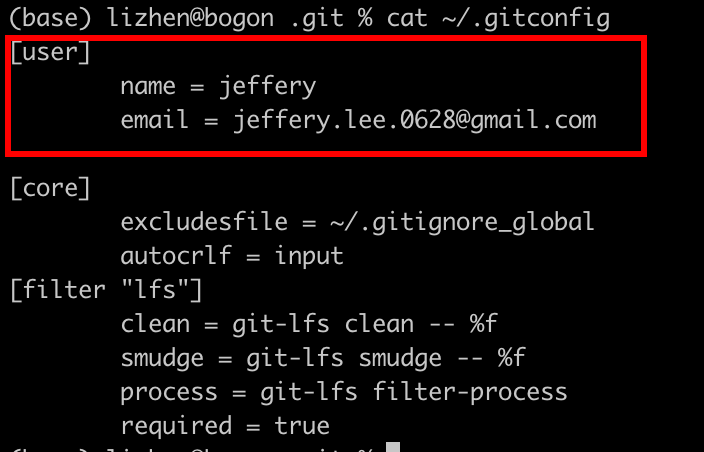 (base) lizhen@bogon .git % cat ~/.gitconfig
[user]
        name = jeffery
        email = jeffery.lee.0628@gmail.com
[core]
        excludesfile = ~/.gitignore_global
        autocrlf = input
[filter "lfs"]
        clean = git-lfs clean -- %f
        smudge = git-lfs smudge -- %f
        process = git-lfs filter-process
        required = true